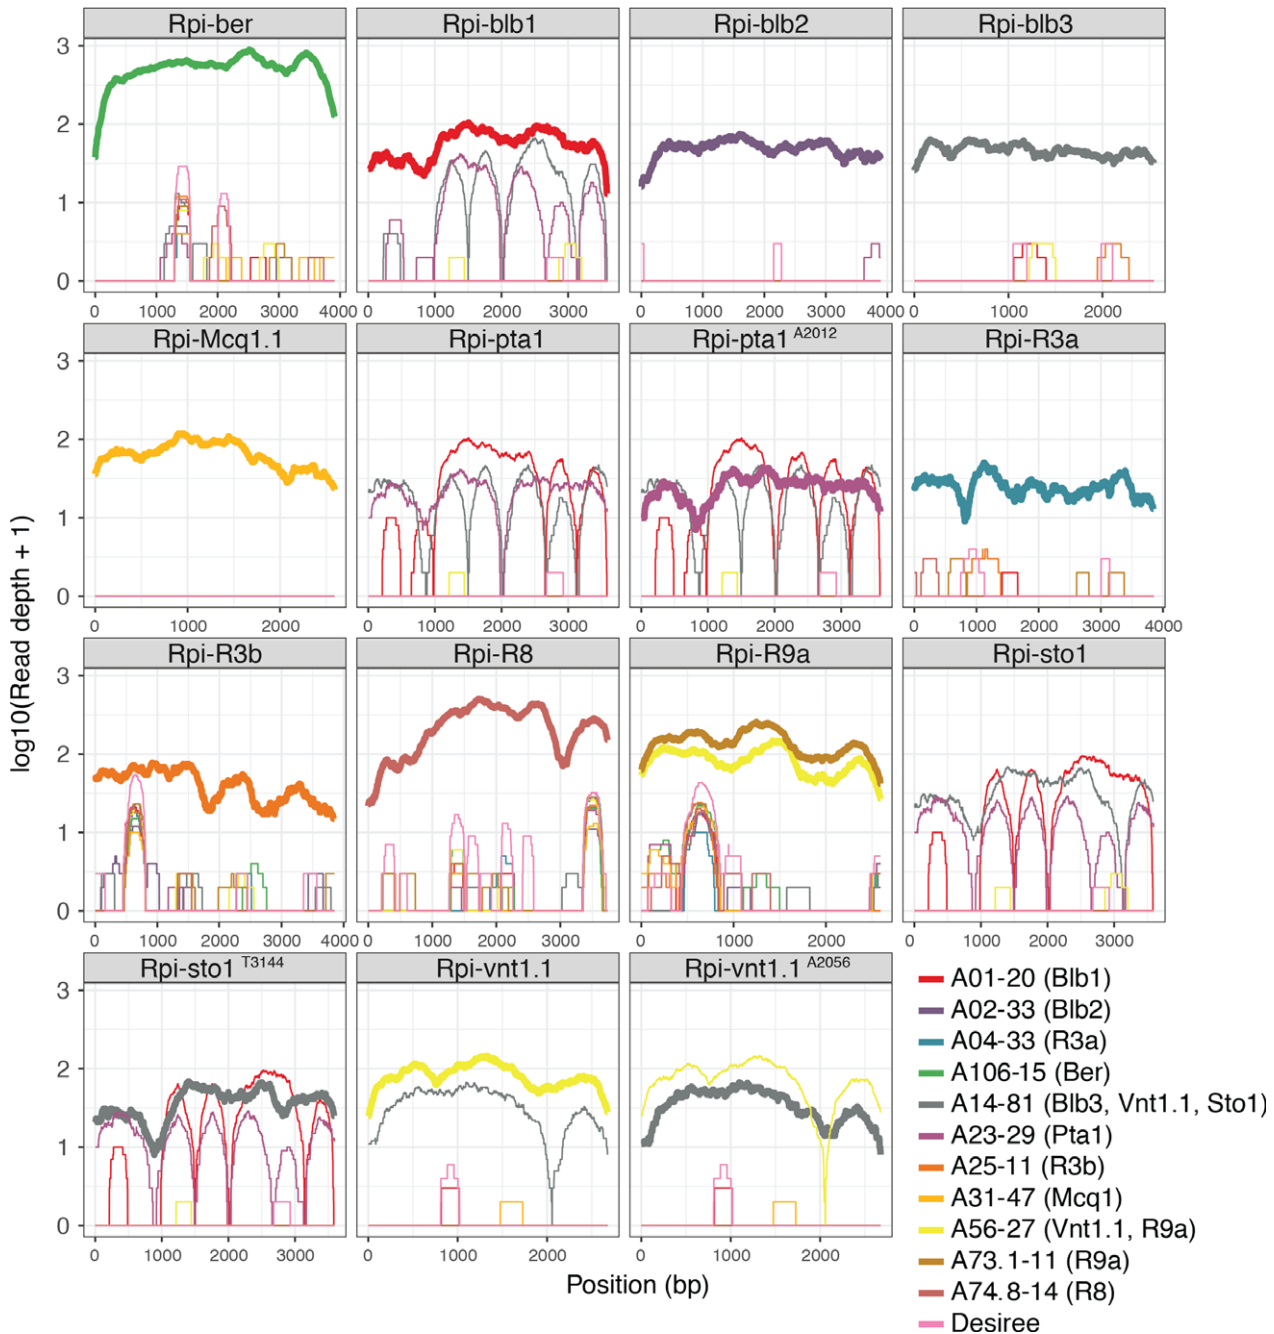 Rpi-ber Rpi-blb1 Rpi-blb2 Rpi-blb3
3
2
1
0
0 1000 2000 3000 4000 0 1000 2000 3000 0 1000 2000 3000 4000 0 1000 2000
Rpi-Mcq1.1 Rpi-pta1 Rpi-pta1 A2012 Rpi-R3a
3
2
1
0
0 1000 2000 0 1000 2000 3000 0 1000 2000 3000 0 1000 2000 3000 4000
Rpi-R3b Rpi-R8 Rpi-R9a Rpi-sto1
3
2
1
0
0 1000 2000 3000 4000 0 1000 2000 3000 0 1000 2000 0 1000 2000 3000
Rpi-sto1 T3144 Rpi-vnt1.1 Rpi-vnt1.1 A2056
3
2
1
0
0 1000 2000 3000 0 1000 2000 0 1000 2000
log10(Read depth + 1)
Position (bp)
A01-20 (Blb1)
A02-33 (Blb2)
A04-33 (R3a)
A106-15 (Ber)
A14-81 (Blb3, Vnt1.1, Sto1)
A23-29 (Pta1)
A25-11 (R3b)
A31-47 (Mcq1)
A56-27 (Vnt1.1, R9a)
A73.1-11 (R9a)
A74.8-14 (R8)
Desiree